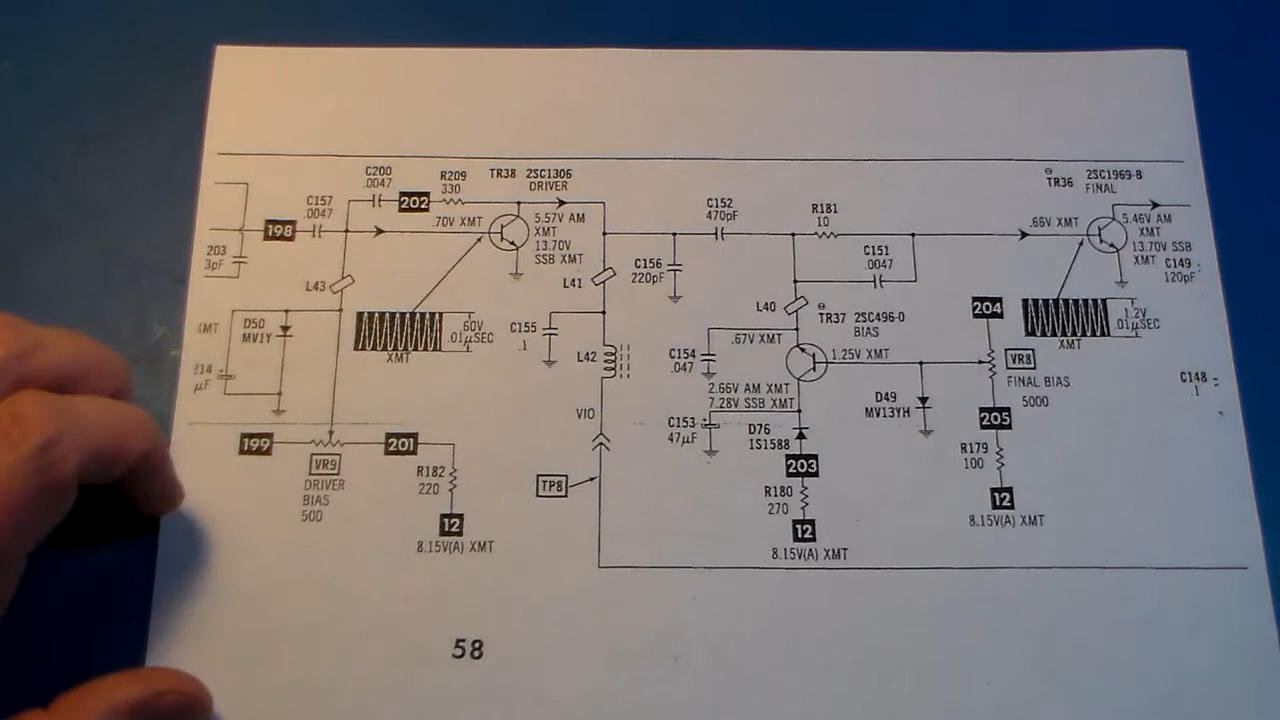 C200
.0047
R209
330
TR38 2SC1306
DRIVER
C157
.0047
202
198
.70V XMT
5.57V AM
XMT
13.70V
SSB XMT
203
3pF
L43
L41
C156
220pF
C152
470pF
R181
10
C151
.0047
.66V XMT
TR36
2SC1969-B
FINAL
5.46V AM
XMT
13.70V SSB
XMT
C149
120pF
D50
MV1Y
.60V
.01µSEC
XMT
C155
.1
L42
L40
TR37 2SC496-0
BIAS
.67V XMT
C154
.047
1.25V XMT
204
1.2V
.01µSEC
XMT
VR8
FINAL BIAS
5000
C148
.1
2.66V AM XMT
7.28V SSB XMT
C153
47µF
D76
IS1588
D49
MV13YH
205
V10
199
201
VR9
DRIVER
BIAS
500
R182
220
12
8.15V(A) XMT
TP8
203
R180
270
12
8.15V(A) XMT
R179
100
12
8.15V(A) XMT
58